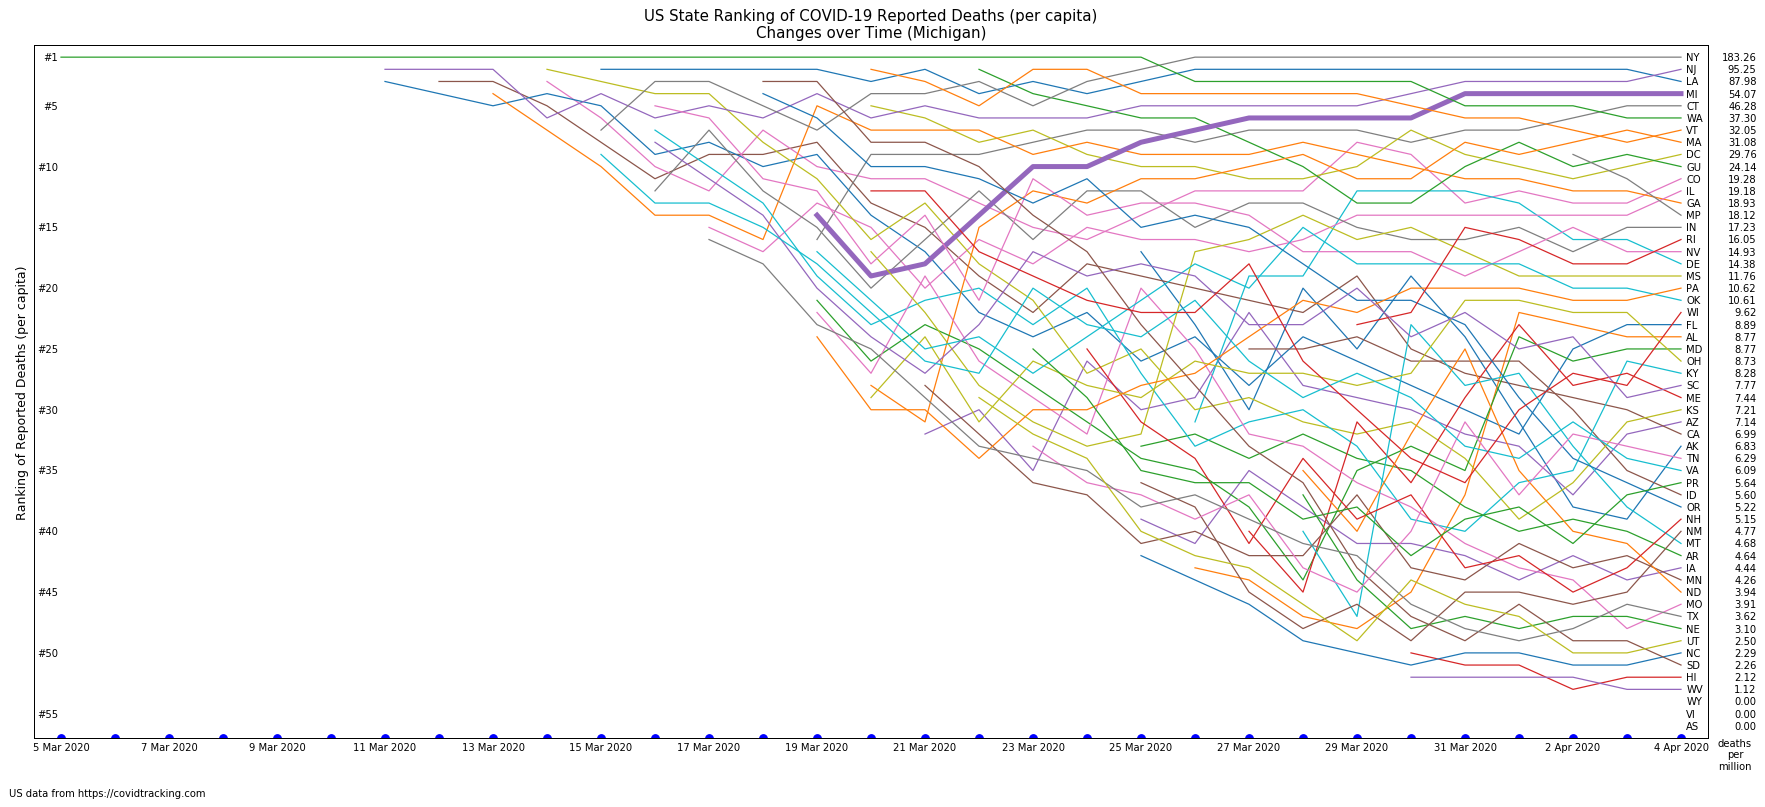 US State Ranking of COVID-19 Reported Deaths (per capita)
Changes over Time (Michigan)
Ranking of Reported Deaths (per capita)
#1
#5
#10
#15
#20
#25
#30
#35
#40
#45
#50
#55
NY 183.26
NJ 95.25
LA 87.98
MI 54.07
CT 46.28
WA 37.30
VT 32.05
MA 31.08
DC 29.76
GU 24.14
CO 19.28
IL 19.18
GA 18.93
MP 18.12
IN 17.23
RI 16.05
NV 14.93
DE 14.38
MS 11.76
PA 10.62
OK 10.61
WI 9.62
FL 8.89
AL 8.77
MD 8.77
OH 8.73
KY 8.28
SC 7.77
ME 7.44
KS 7.21
AZ 7.14
CA 6.99
AK 6.83
TN 6.29
VA 6.09
PR 5.64
ID 5.60
OR 5.22
NH 5.15
NM 4.77
MT 4.68
AR 4.64
IA 4.44
MN 4.26
ND 3.94
MO 3.91
TX 3.62
NE 3.10
UT 2.50
NC 2.29
SD 2.26
HI 2.12
WV 1.12
WY 0.00
VI 0.00
AS 0.00
5 Mar 2020 7 Mar 2020 9 Mar 2020 11 Mar 2020 13 Mar 2020 15 Mar 2020 17 Mar 2020 19 Mar 2020 21 Mar 2020 23 Mar 2020 25 Mar 2020 27 Mar 2020 29 Mar 2020 31 Mar 2020 2 Apr 2020 4 Apr 2020
deaths
per
million
US data from https://covidtracking.com